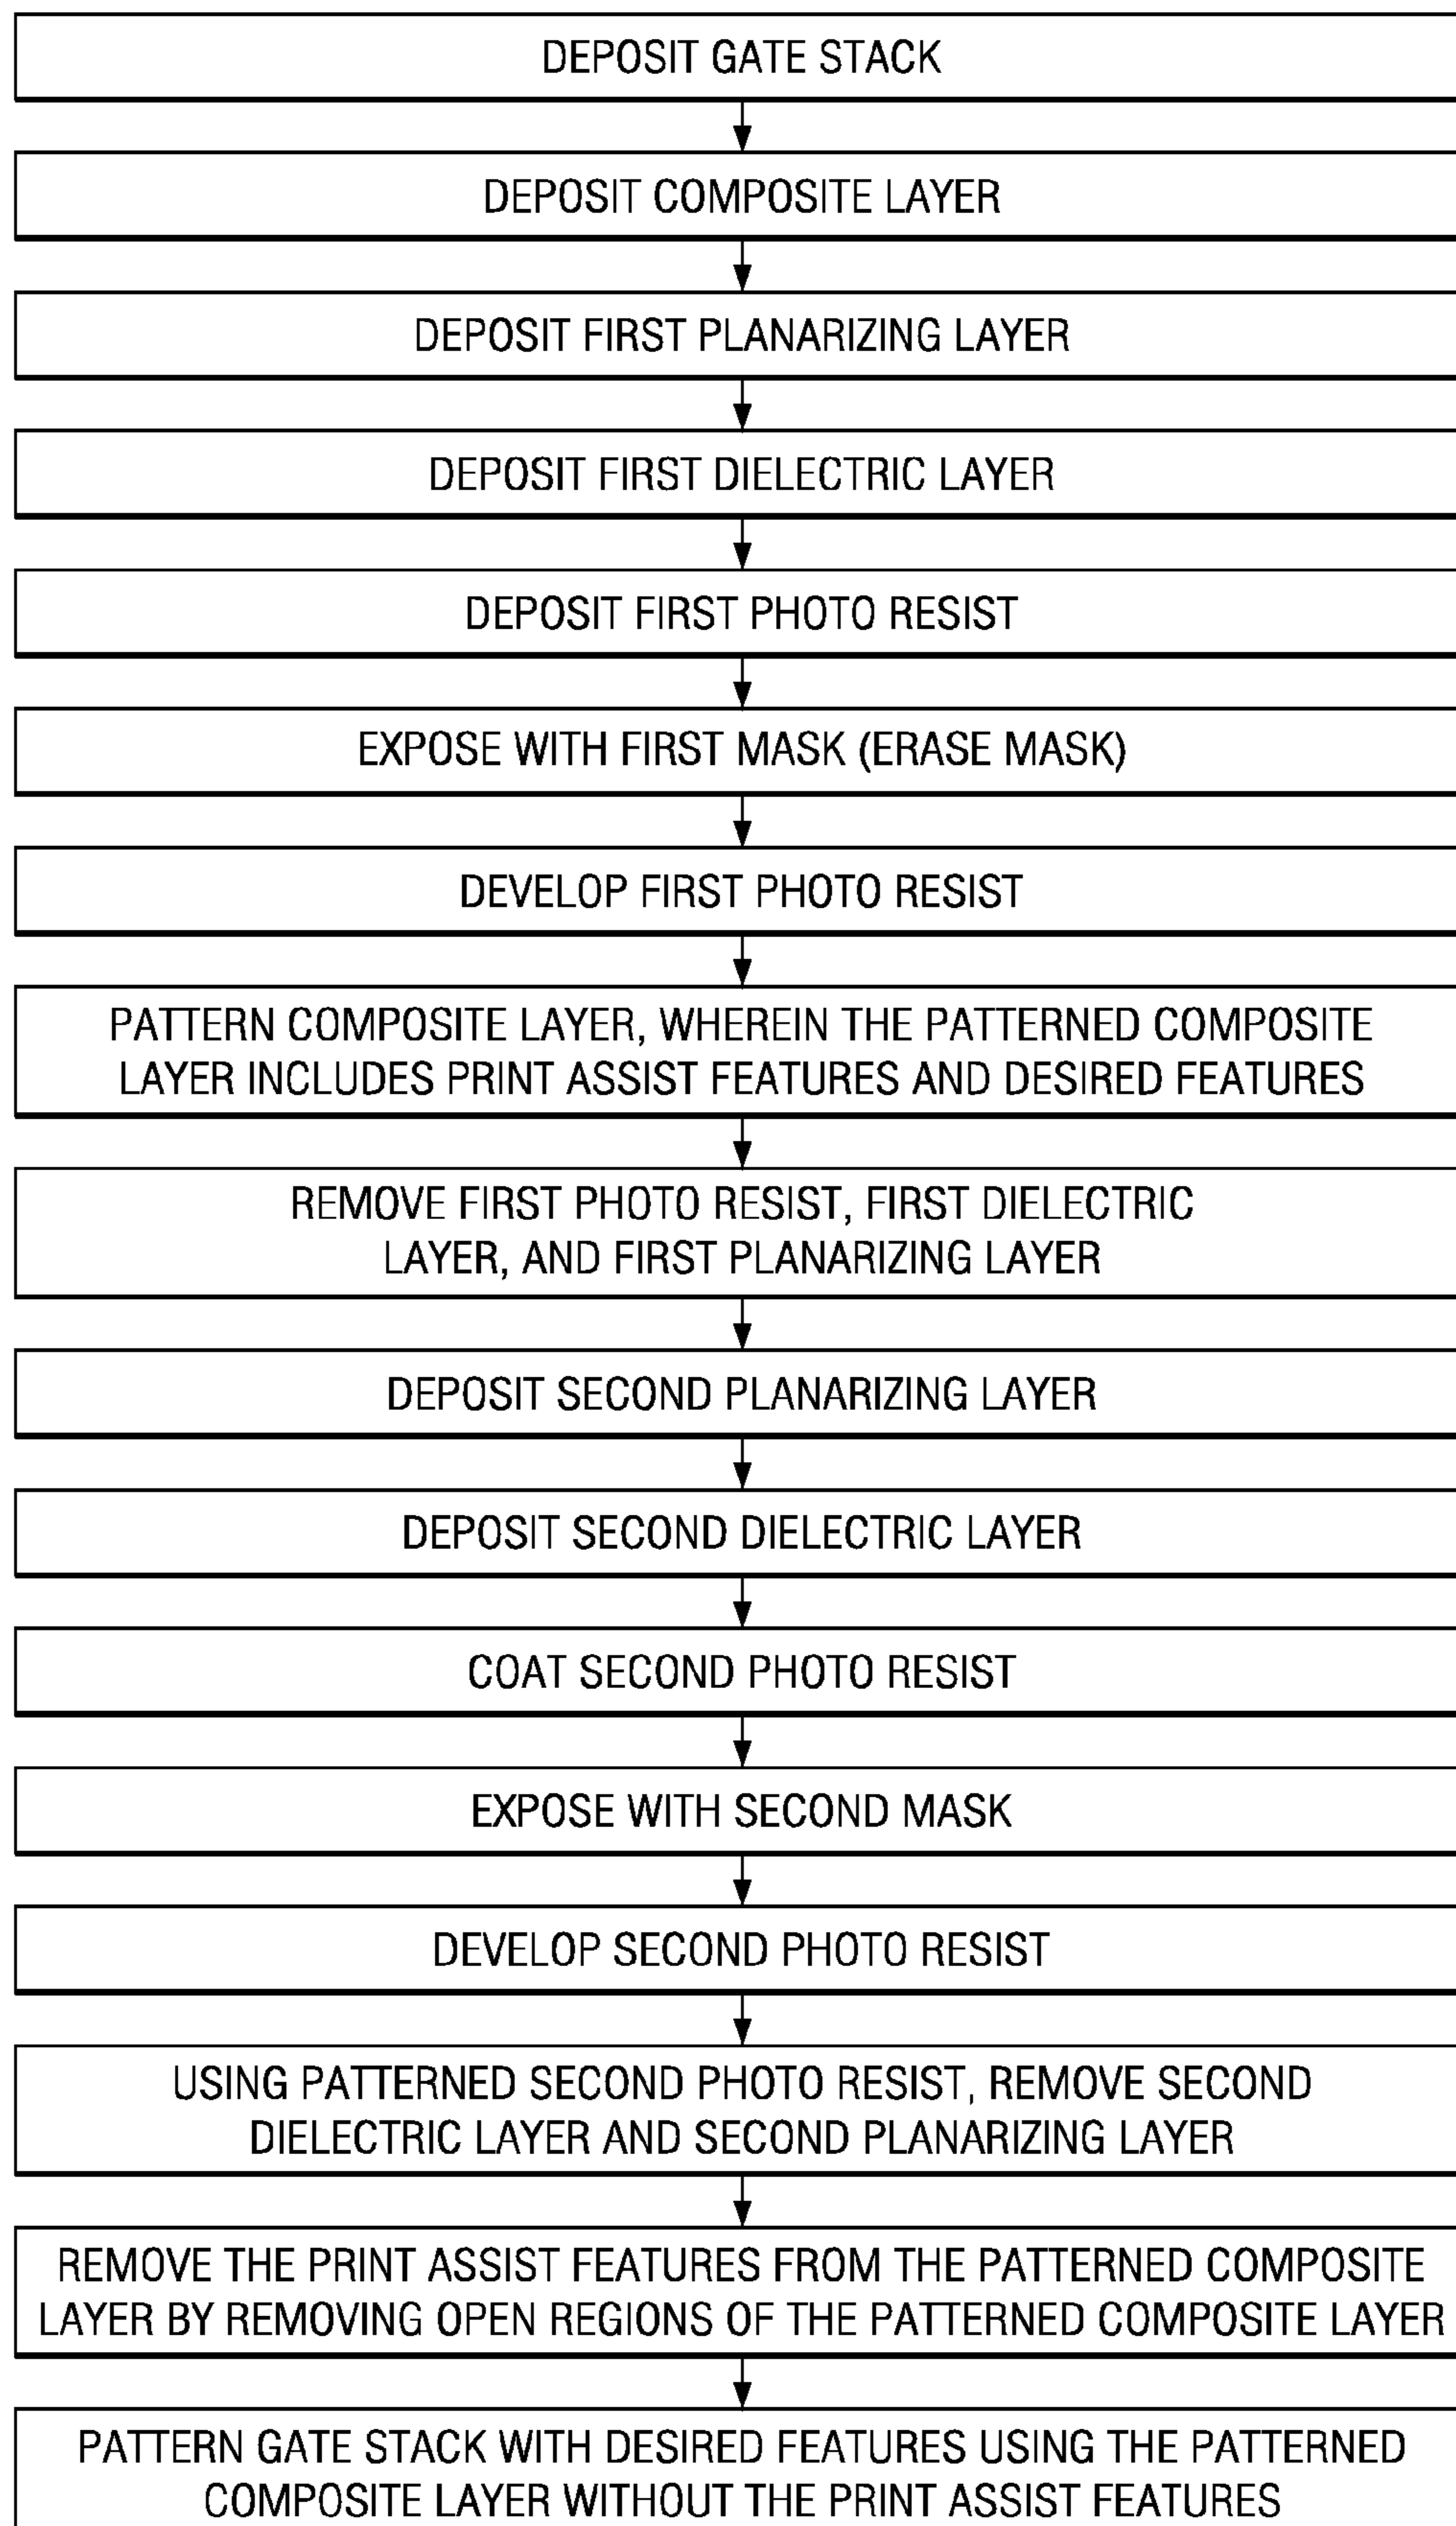 DEPOSIT GATE STACK
DEPOSIT COMPOSITE LAYER
DEPOSIT FIRST PLANARIZING LAYER
DEPOSIT FIRST DIELECTRIC LAYER
DEPOSIT FIRST PHOTO RESIST
EXPOSE WITH FIRST MASK (ERASE MASK)
DEVELOP FIRST PHOTO RESIST
PATTERN COMPOSITE LAYER, WHEREIN THE PATTERNED COMPOSITE
LAYER INCLUDES PRINT ASSIST FEATURES AND DESIRED FEATURES
REMOVE FIRST PHOTO RESIST, FIRST DIELECTRIC
LAYER, AND FIRST PLANARIZING LAYER
DEPOSIT SECOND PLANARIZING LAYER
DEPOSIT SECOND DIELECTRIC LAYER
COAT SECOND PHOTO RESIST
EXPOSE WITH SECOND MASK
DEVELOP SECOND PHOTO RESIST
USING PATTERNED SECOND PHOTO RESIST, REMOVE SECOND
DIELECTRIC LAYER AND SECOND PLANARIZING LAYER
REMOVE THE PRINT ASSIST FEATURES FROM THE PATTERNED COMPOSITE
LAYER BY REMOVING OPEN REGIONS OF THE PATTERNED COMPOSITE LAYER
PATTERN GATE STACK WITH DESIRED FEATURES USING THE PATTERNED
COMPOSITE LAYER WITHOUT THE PRINT ASSIST FEATURES